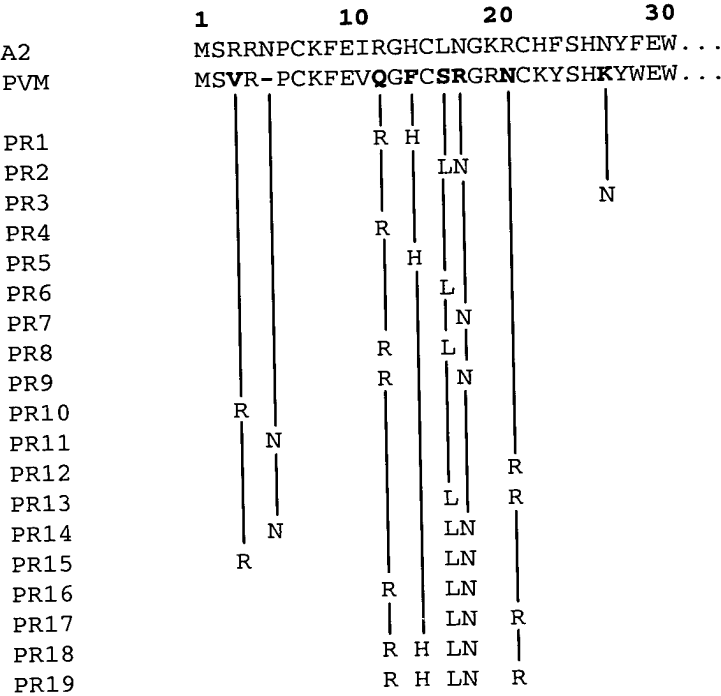 1 10 20 30
A2 MSRRNPCKFEIRGHCLNGKRCHFSHNYFEW...
PVM MSVR-PCKFEVQGFCSRGRNCKYSHKYWEW...
PR1 R H
PR2 LN
PR3 N
PR4 R
PR5 H
PR6 L
PR7 N
PR8 R L
PR9 R N
PR10 R
PR11 N
PR12 R
PR13 L R
PR14 N LN
PR15 R LN
PR16 R LN
PR17 LN R
PR18 R H LN
PR19 R H LN R